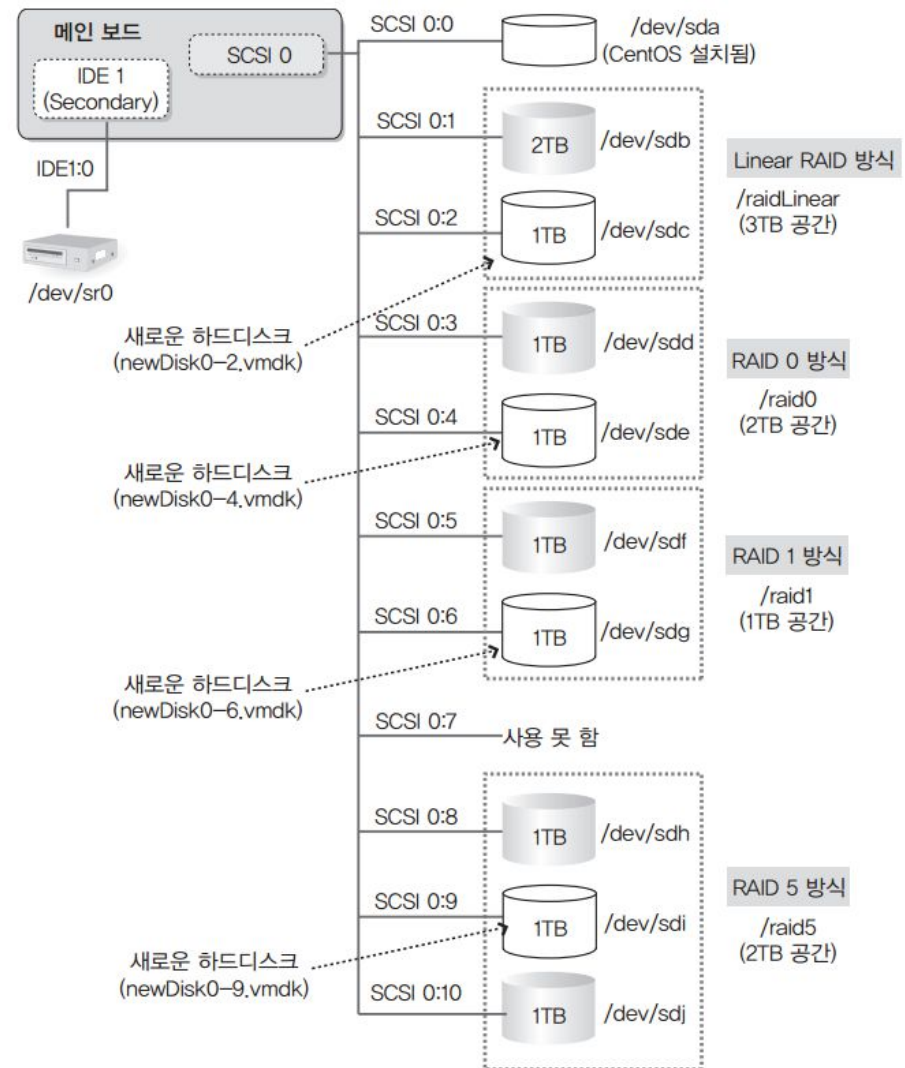 메인 보드
SCSI 0
IDE 1
(Secondary)
IDE1:0
/dev/sr0
SCSI 0:0
/dev/sda
(CentOS 설치됨)
SCSI 0:1
2TB
/dev/sdb
SCSI 0:2
1TB
/dev/sdc
Linear RAID 방식
/raidLinear
(3TB 공간)
새로운 하드디스크
(newDisk0-2.vmdk)
SCSI 0:3
1TB
/dev/sdd
SCSI 0:4
1TB
/dev/sde
RAID 0 방식
/raid0
(2TB 공간)
새로운 하드디스크
(newDisk0-4.vmdk)
SCSI 0:5
1TB
/dev/sdf
SCSI 0:6
1TB
/dev/sdg
RAID 1 방식
/raid1
(1TB 공간)
새로운 하드디스크
(newDisk0-6.vmdk)
SCSI 0:7
사용 못 함
SCSI 0:8
1TB
/dev/sdh
SCSI 0:9
1TB
/dev/sdi
RAID 5 방식
/raid5
(2TB 공간)
새로운 하드디스크
(newDisk0-9.vmdk)
SCSI 0:10
1TB
/dev/sdj